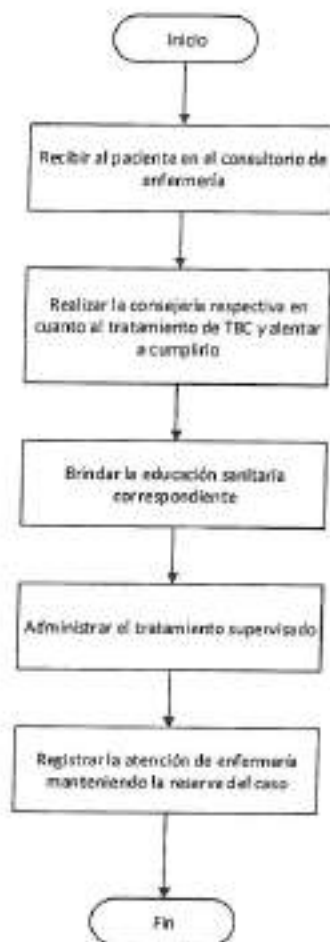 Inicio
Recibir al paciente en el consultorio de
enfermería
Realizar la consejería respectiva en
cuanto al tratamiento de TBC y alentar
a cumplirlo
Brindar la educación sanitaria
correspondiente
Administrar el tratamiento supervisado
Registrar la atención de enfermería
manteniendo la reserve del caso
Fin